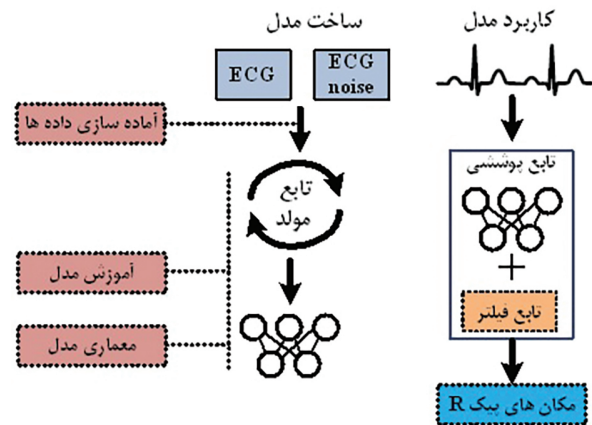 ساخت مدل
ECG
ECG
noise
آماده سازی داده ها
تابع
مولد
آموزش مدل
معماری مدل
کاربرد مدل
تابع پوششی
+
تابع فیلتر
مکان های پیک R